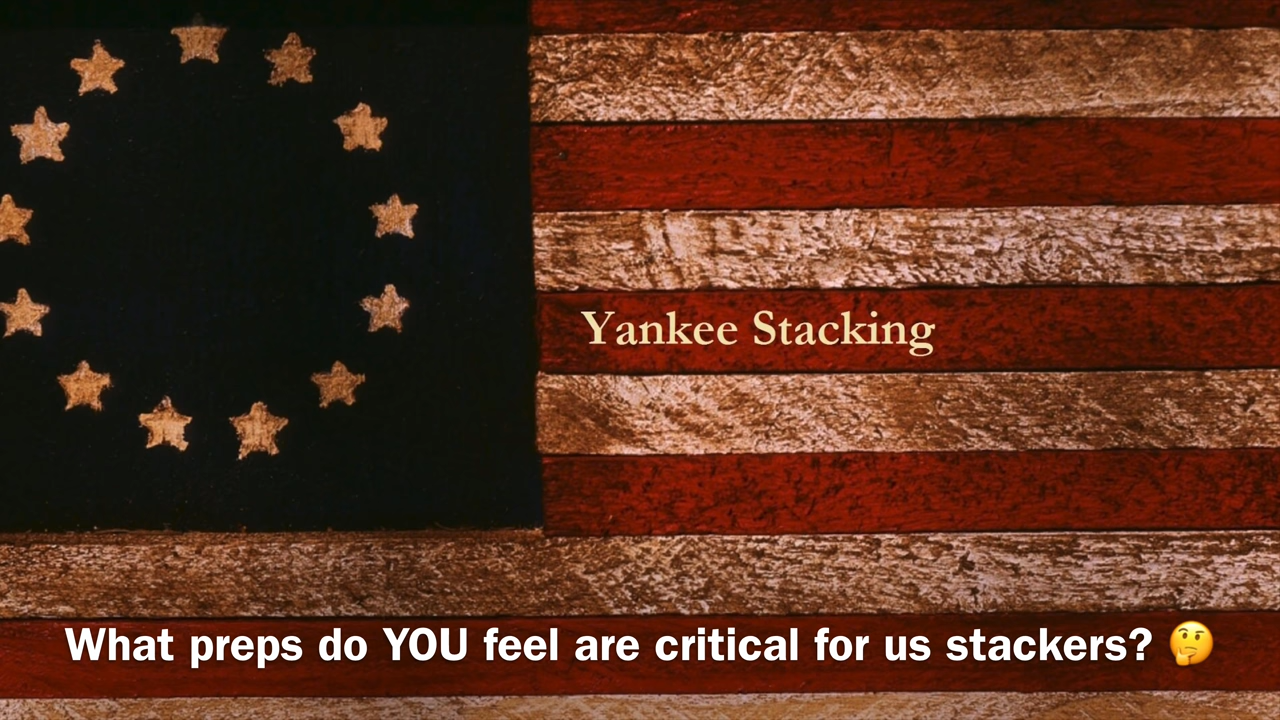 Yankee Stacking
What preps do YOU feel are critical for us stackers? 🤔